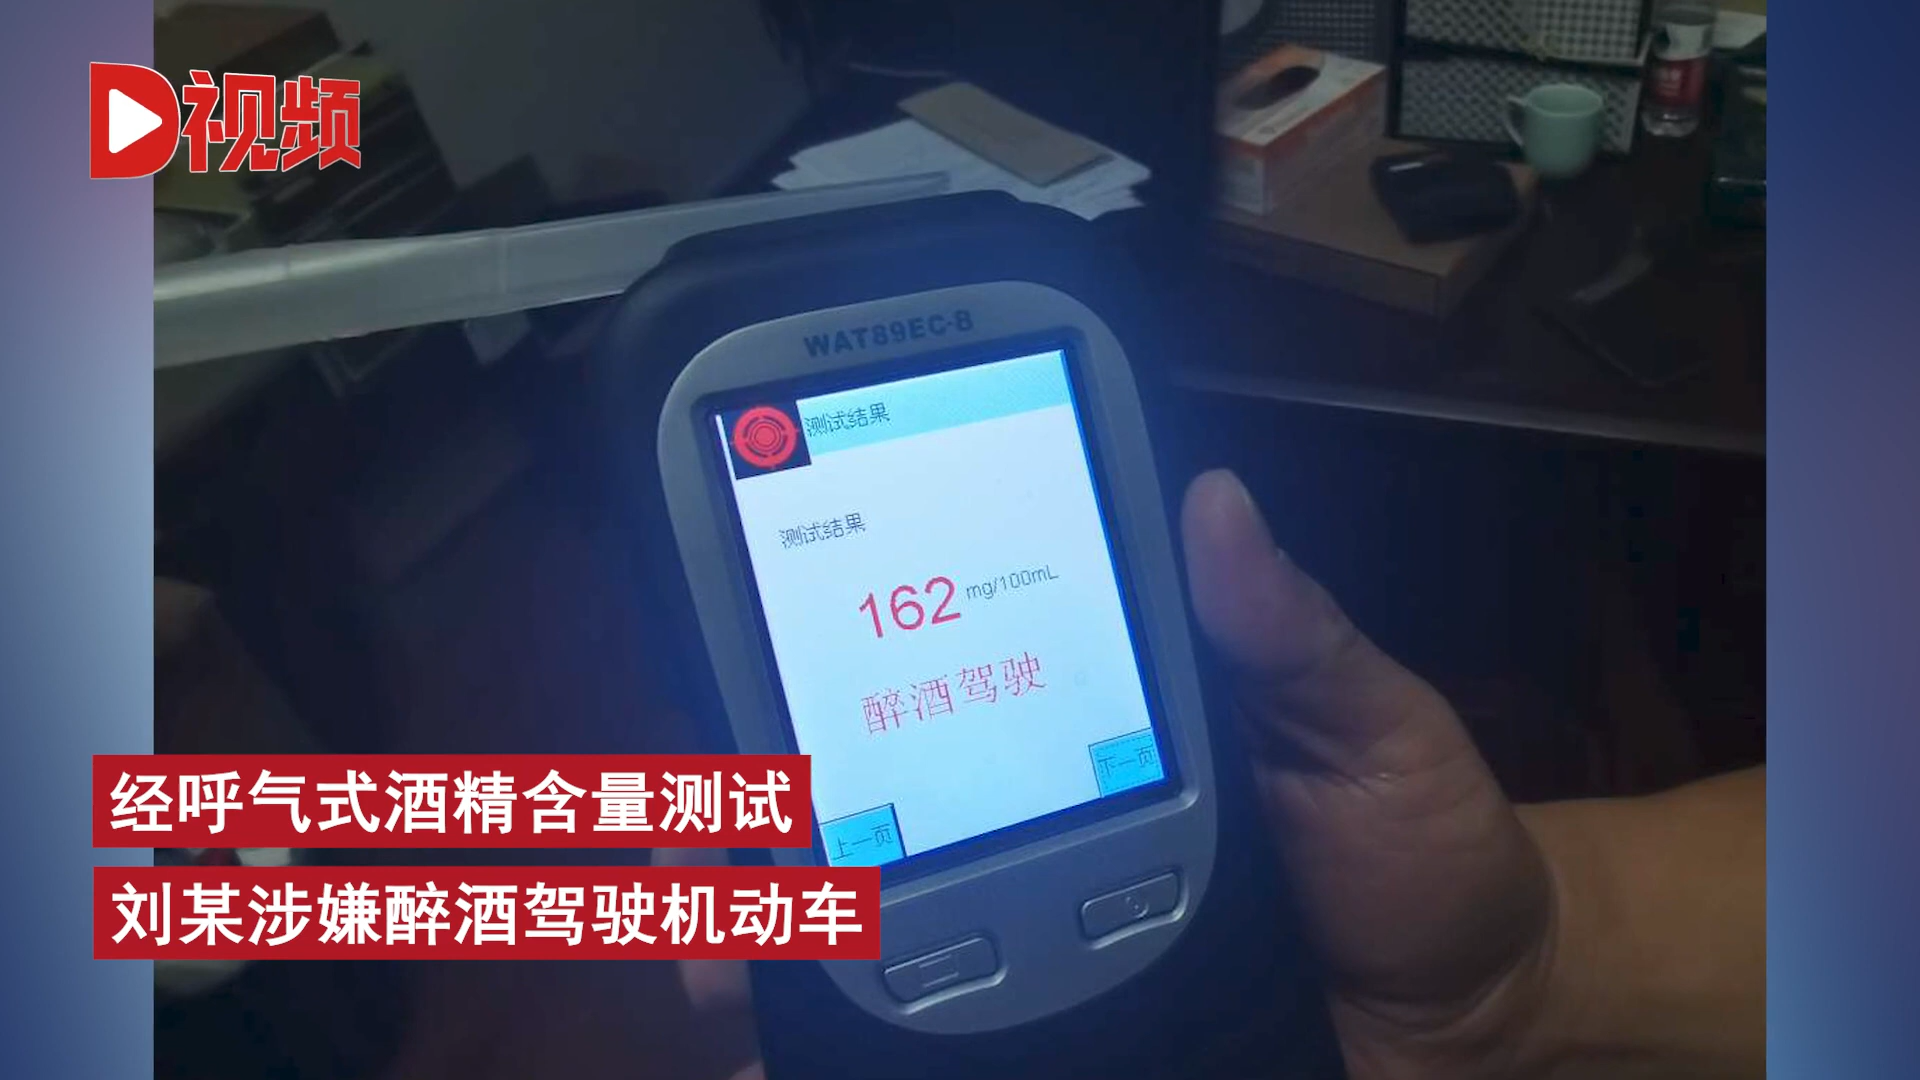 视频
WAT89EC-8
测试结果
测试结果
162 mg/100mL
醉酒驾驶
下一页
上一页
经呼气式酒精含量测试
刘某涉嫌醉酒驾驶机动车